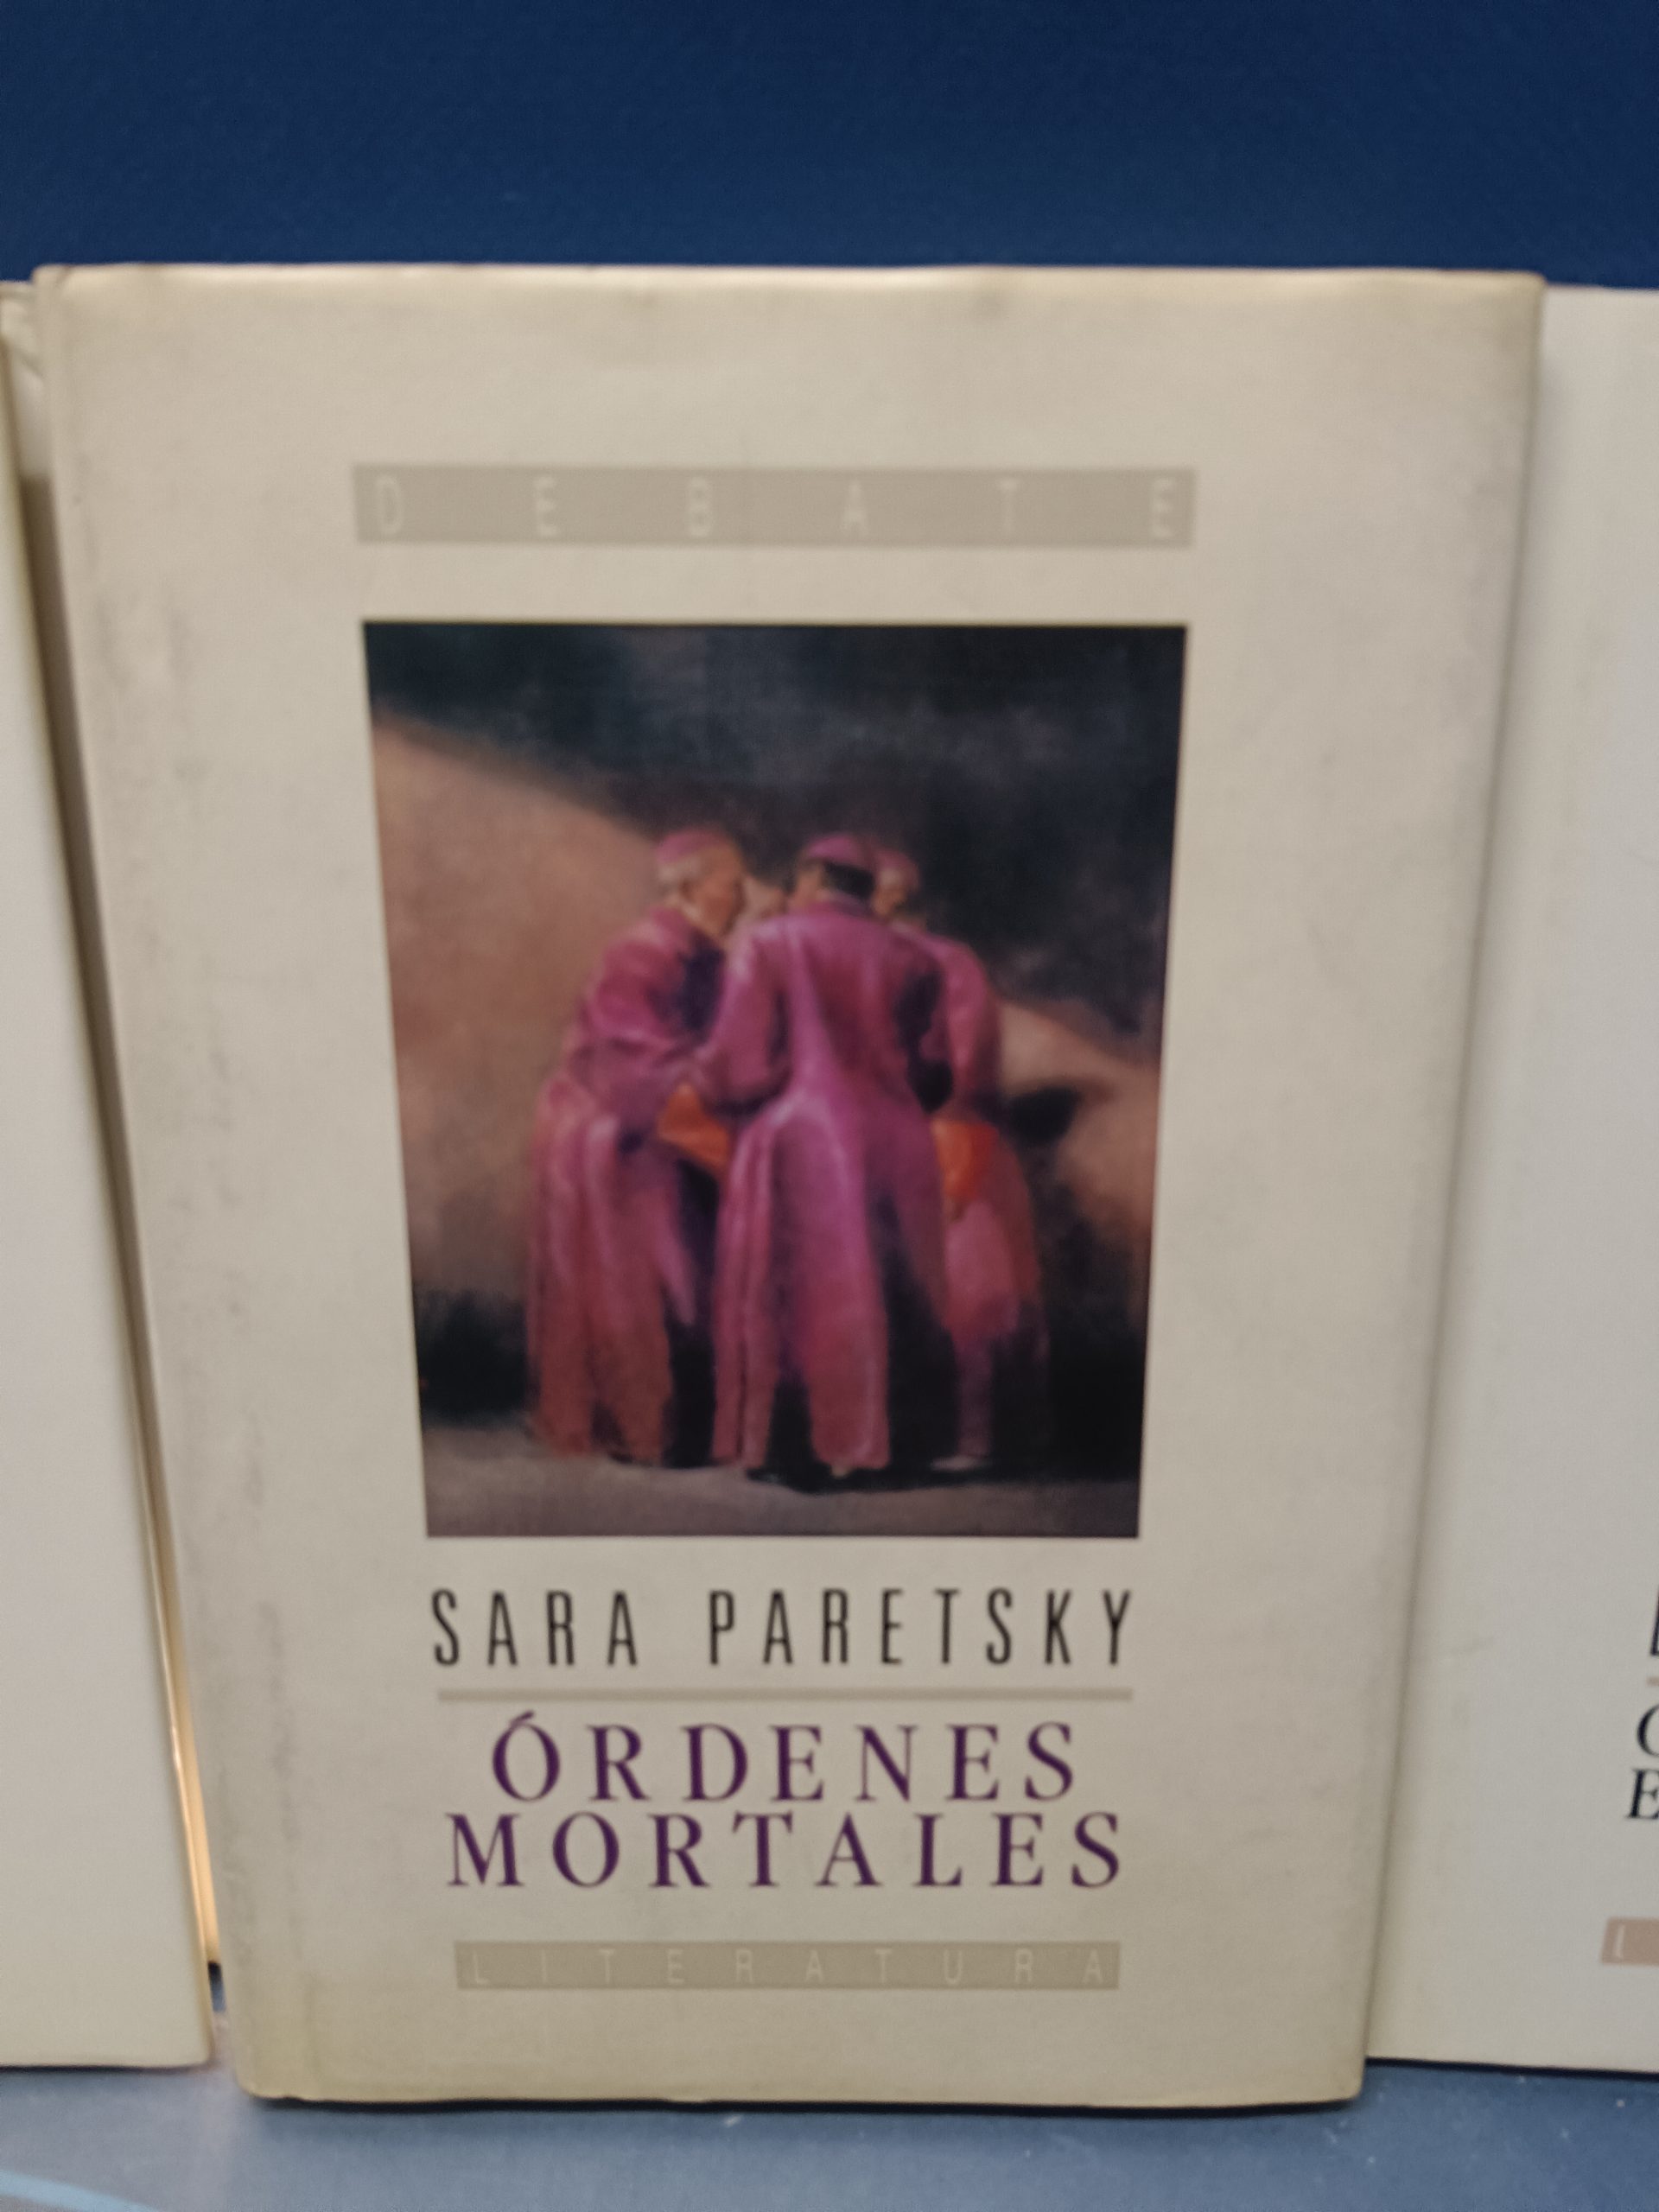 DEBATE
SARA PARETSKY
ÓRDENES
MORTALES
LITERATURA